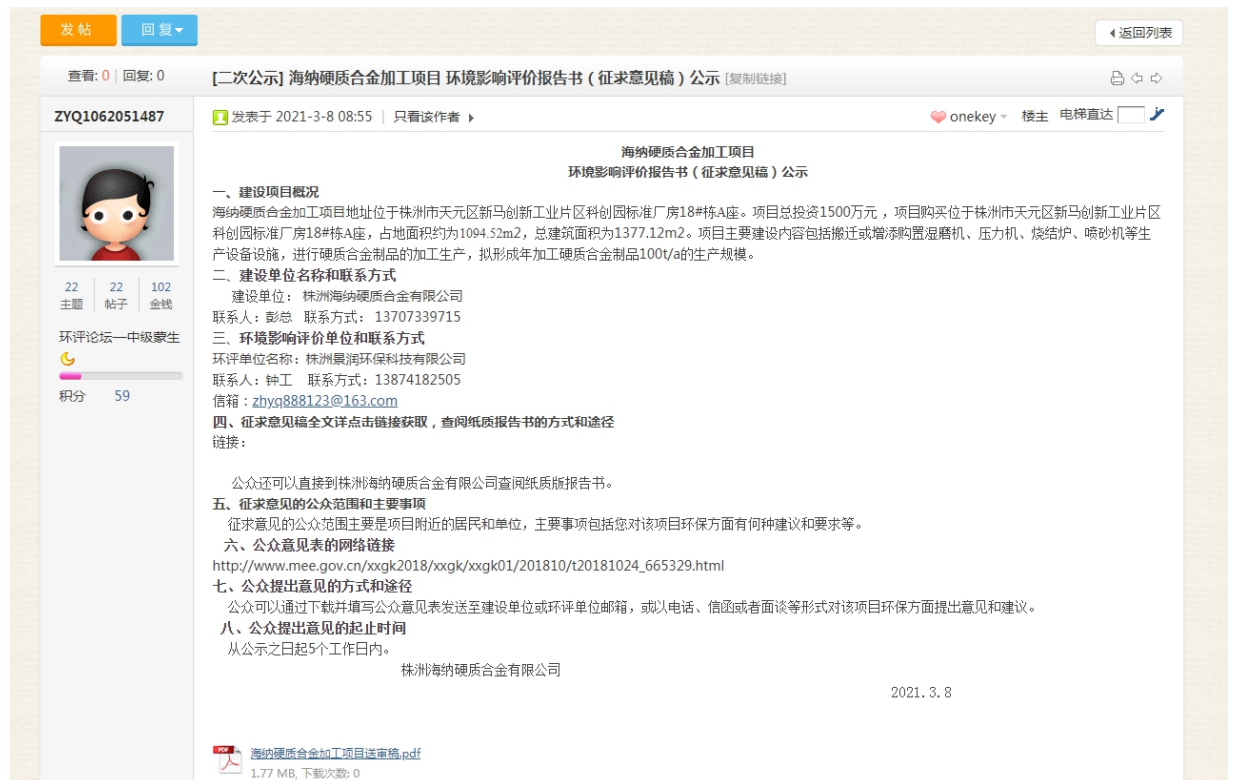 发帖 回复
返回列表
查看: 0 | 回复: 0
[二次公示] 海纳硬质合金加工项目 环境影响评价报告书（征求意见稿）公示 [复制链接]
ZYQ1062051487
发表于 2021-3-8 08:55 | 只看该作者
onekey 楼主 电梯直达
海纳硬质合金加工项目
环境影响评价报告书（征求意见稿）公示
一、建设项目概况
海纳硬质合金加工项目地址位于株洲市天元区新马创新工业片区科创园标准厂房18#栋A座。项目总投资1500万元，项目购买位于株洲市天元区新马创新工业片区
科创园标准厂房18#栋A座，占地面积约为1094.52m2，总建筑面积为1377.12m2。项目主要建设内容包括搬迁或增添购置湿磨机、压力机、烧结炉、喷砂机等生
产设备设施，进行硬质合金制品的加工生产，拟形成年加工硬质合金制品100t/a的生产规模。
22 22 102
主题 帖子 金钱
环评论坛—中级蒙生
积分 59
二、建设单位名称和联系方式
建设单位： 株洲海纳硬质合金有限公司
联系人：彭总 联系方式： 13707339715
三、环境影响评价单位和联系方式
环评单位名称：株洲景润环保科技有限公司
联系人：钟工 联系方式：13874182505
信箱：zhyq888123@163.com
四、征求意见稿全文详点击链接获取，查阅纸质报告书的方式和途径
链接：
公众还可以直接到株洲海纳硬质合金有限公司查阅纸质版报告书。
五、征求意见的公众范围和主要事项
征求意见的公众范围主要是项目附近的居民和单位，主要事项包括您对该项目环保方面有何种建议和要求等。
六、公众意见表的网络链接
http://www.mee.gov.cn/xxgk2018/xxgk/xxgk01/201810/t20181024_665329.html
七、公众提出意见的方式和途径
公众可以通过下载并填写公众意见表发送至建设单位或环评单位邮箱，或以电话、信函或者面谈等形式对该项目环保方面提出意见和建议。
八、公众提出意见的起止时间
从公示之日起5个工作日内。
株洲海纳硬质合金有限公司
2021.3.8
海纳硬质合金加工项目送审稿.pdf
1.77 MB, 下载次数: 0